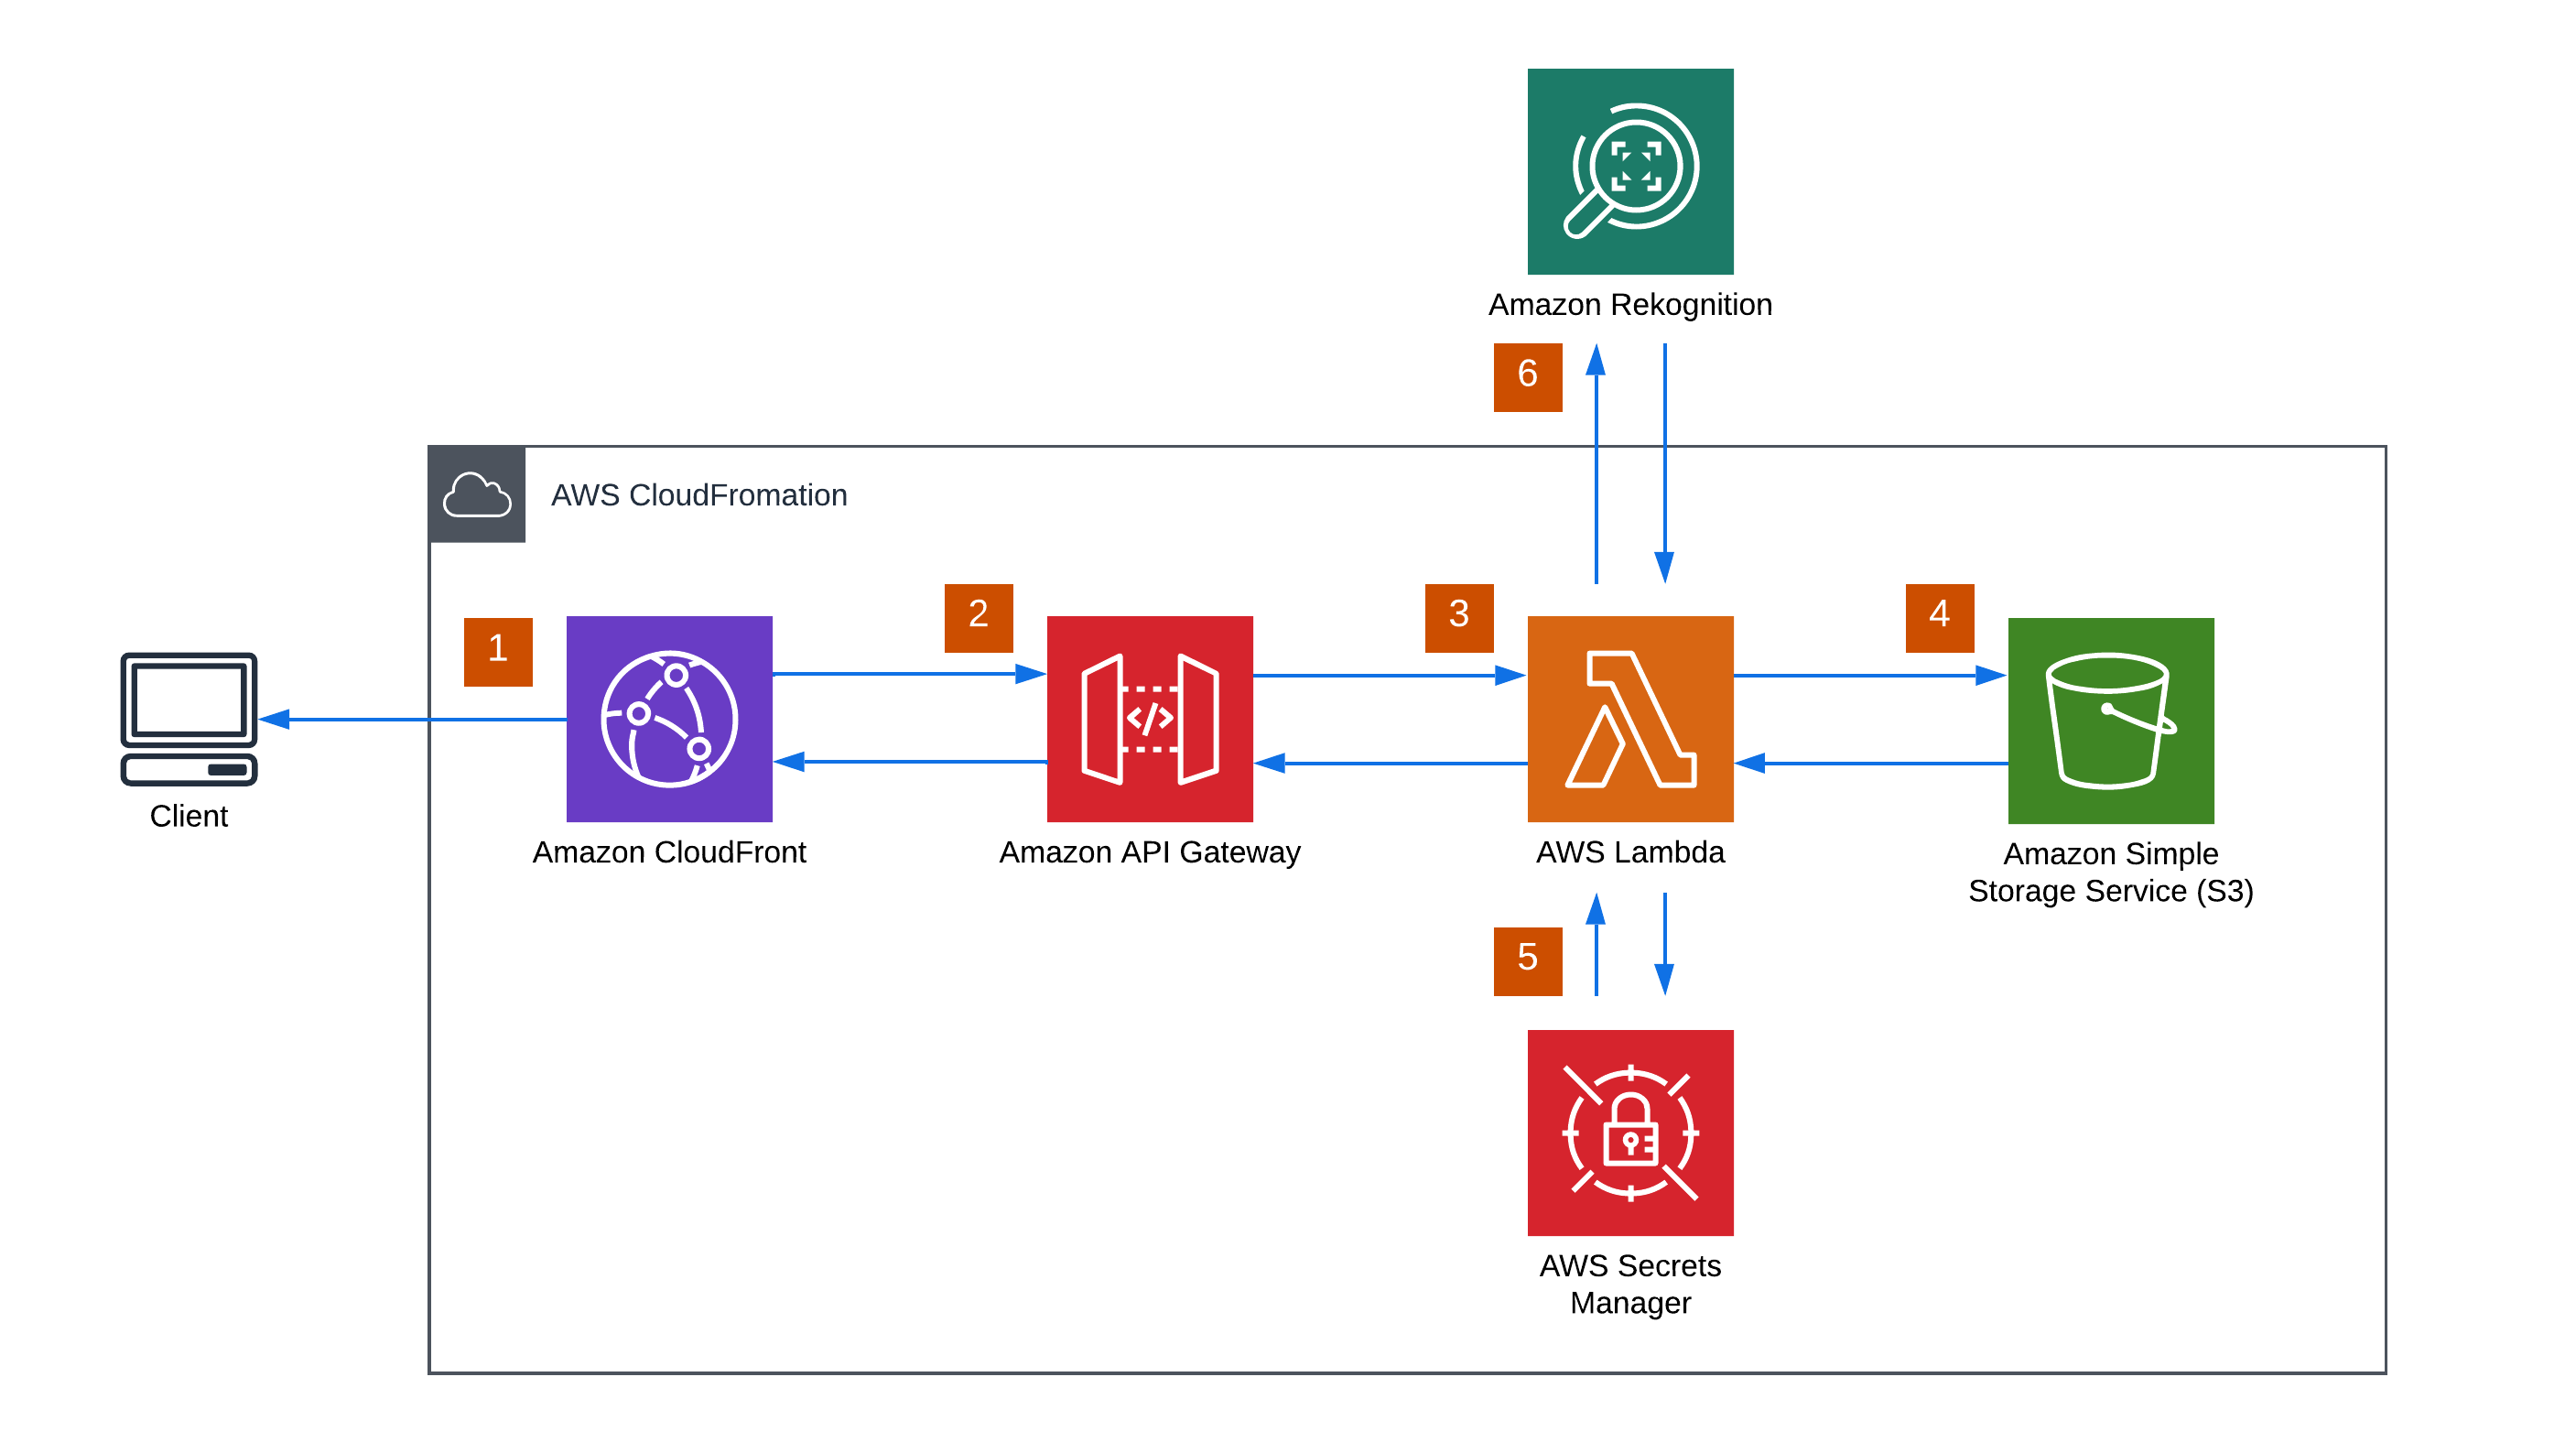 Amazon Rekognition
6
AWS CloudFromation
1
2
3
4
Client
Amazon CloudFront
Amazon API Gateway
AWS Lambda
Amazon Simple
Storage Service (S3)
5
AWS Secrets
Manager